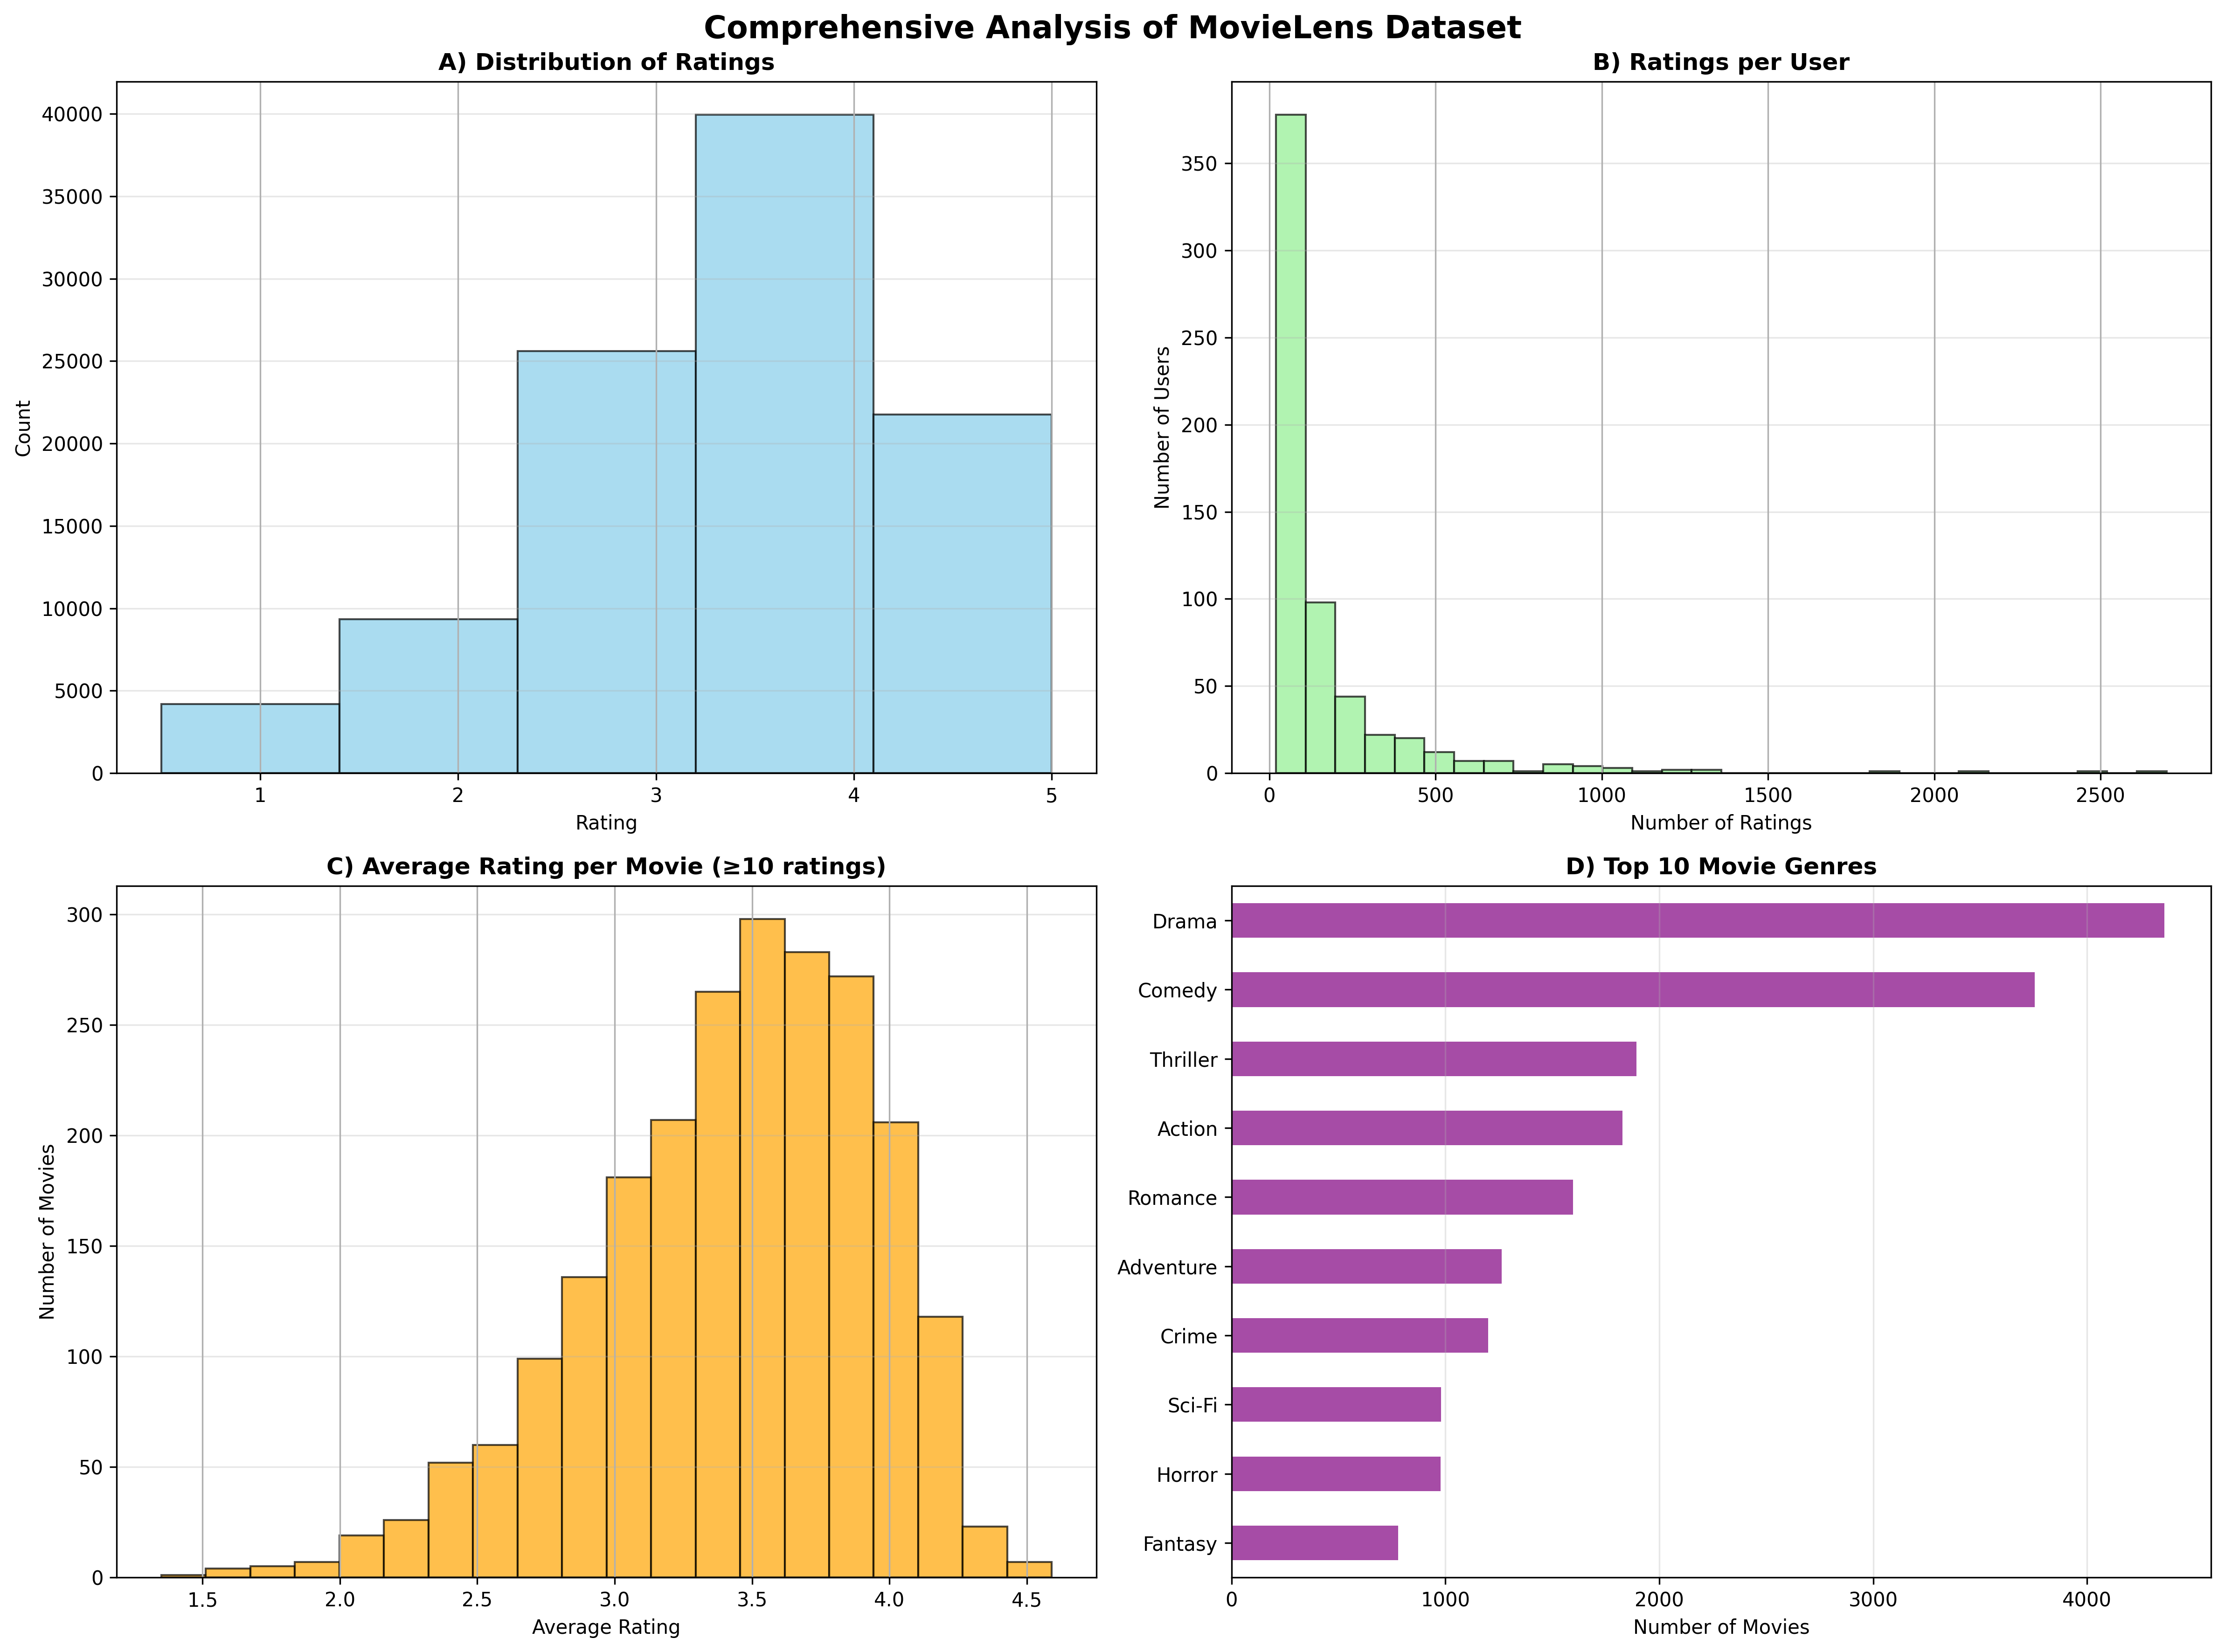 Comprehensive Analysis of MovieLens Dataset
A) Distribution of Ratings
Count
40000
35000
30000
25000
20000
15000
10000
5000
0
1 2 3 4 5
Rating
B) Ratings per User
Number of Users
350
300
250
200
150
100
50
0
0 500 1000 1500 2000 2500
Number of Ratings
C) Average Rating per Movie (≥10 ratings)
Number of Movies
300
250
200
150
100
50
0
1.5 2.0 2.5 3.0 3.5 4.0 4.5
Average Rating
D) Top 10 Movie Genres
Drama
Comedy
Thriller
Action
Romance
Adventure
Crime
Sci-Fi
Horror
Fantasy
0 1000 2000 3000 4000
Number of Movies